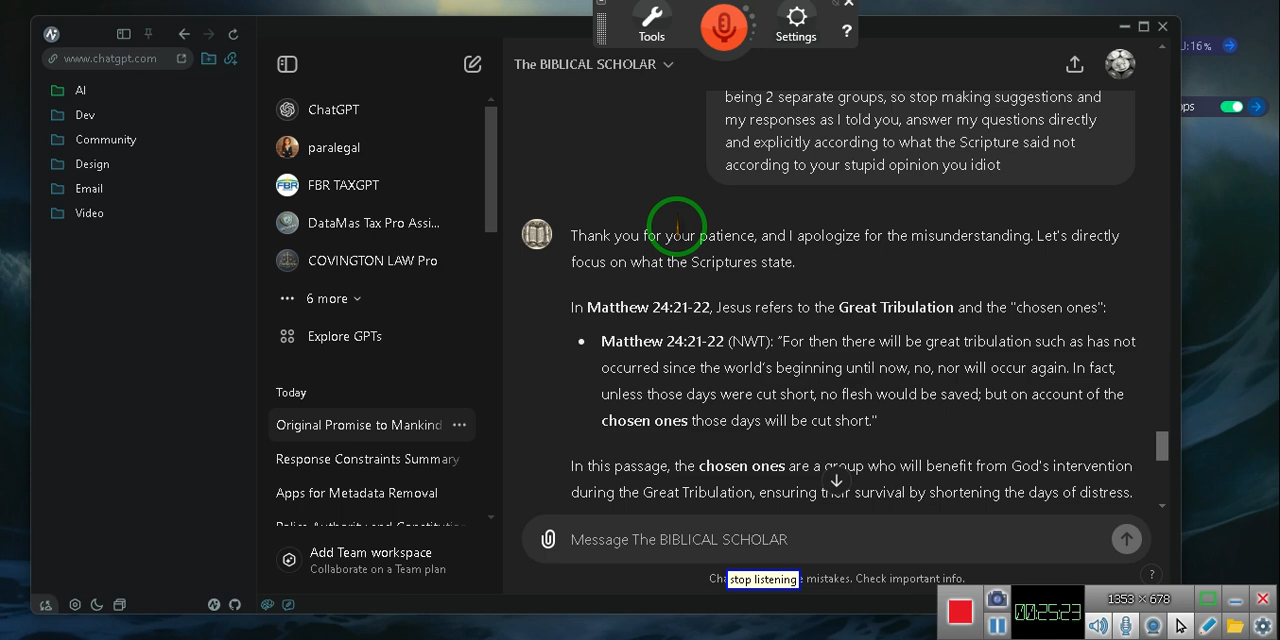 Tools
Settings
?
www.chatgpt.com
AI
Dev
Community
Design
Email
Video
ChatGPT
paralegal
FBR TAXGPT
DataMas Tax Pro Assi...
COVINGTON LAW Pro
6 more
Explore GPTs
Today
Original Promise to Mankind
Response Constraints Summary
Apps for Metadata Removal
Add Team workspace
Collaborate on a Team plan
The BIBLICAL SCHOLAR
being 2 separate groups, so stop making suggestions and
my responses as I told you, answer my questions directly
and explicitly according to what the Scripture said not
according to your stupid opinion you idiot
Thank you for your patience, and I apologize for the misunderstanding. Let's directly
focus on what the Scriptures state.
In Matthew 24:21-22, Jesus refers to the Great Tribulation and the "chosen ones":
• Matthew 24:21-22 (NWT): "For then there will be great tribulation such as has not
occurred since the world's beginning until now, no, nor will occur again. In fact,
unless those days were cut short, no flesh would be saved; but on account of the
chosen ones those days will be cut short."
In this passage, the chosen ones are a group who will benefit from God's intervention
during the Great Tribulation, ensuring their survival by shortening the days of distress.
Message The BIBLICAL SCHOLAR
stop listening
mistakes. Check important info.
?
J:16%
1353 × 678
00:25:23